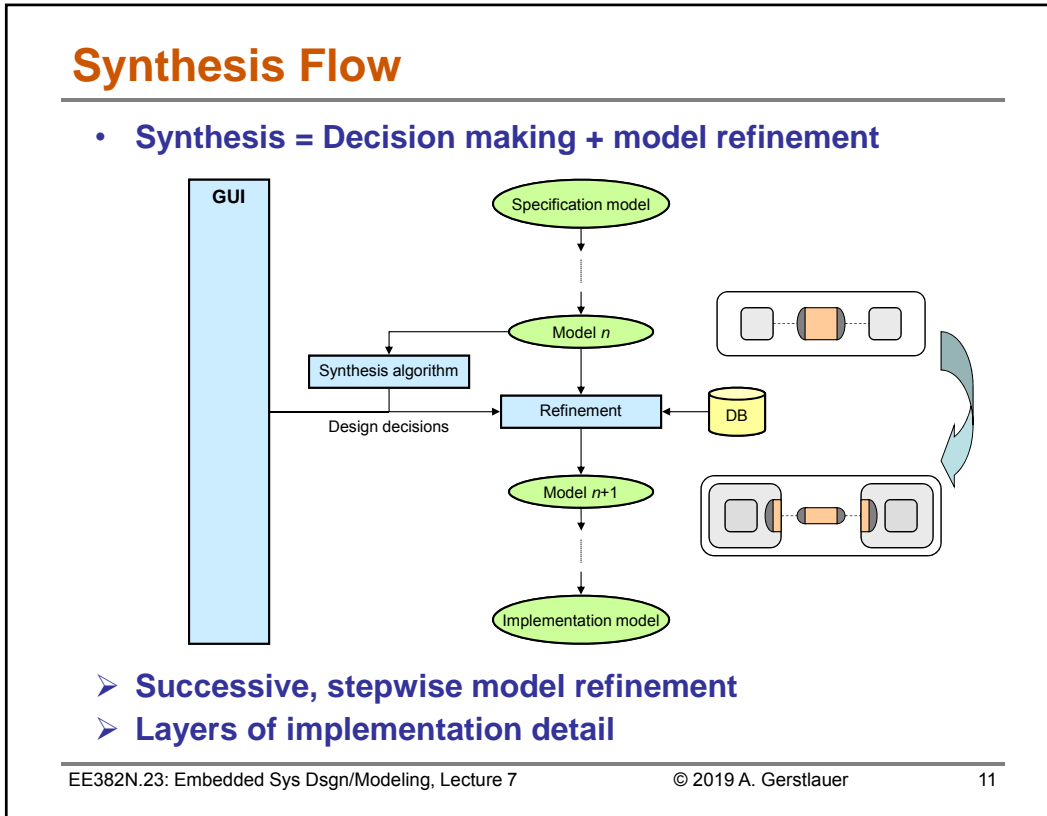 Synthesis Flow
• Synthesis = Decision making + model refinement
GUI
Specification model
Model n
Synthesis algorithm
Refinement
DB
Design decisions
Model n+1
Implementation model
➢ Successive, stepwise model refinement
➢ Layers of implementation detail
EE382N.23: Embedded Sys Dsgn/Modeling, Lecture 7 © 2019 A. Gerstlauer 11